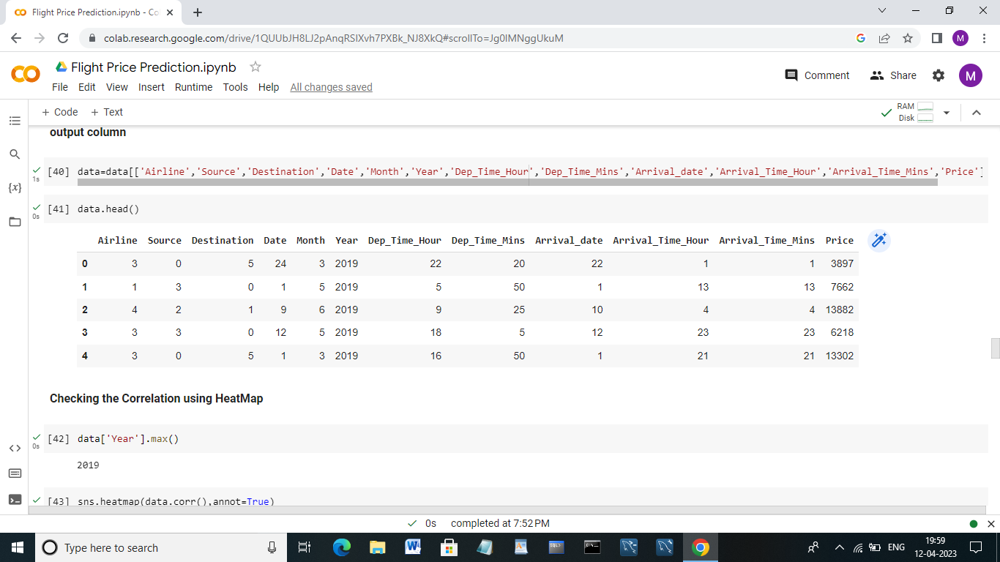 Flight Price Prediction.ipynb - Co
colab.research.google.com/drive/1QUUbJH8LJ2pAnqRSIXvh7PXBk_NJ8XkQ#scrollTo=Jg0lMNggUkuM
M
Flight Price Prediction.ipynb
File Edit View Insert Runtime Tools Help All changes saved
Comment Share M
+ Code + Text
RAM
Disk
output column
[40] data=data[['Airline','Source','Destination','Date','Month','Year','Dep_Time_Hour','Dep_Time_Mins','Arrival_date','Arrival_Time_Hour','Arrival_Time_Mins','Price']
1s
{x}
[41] data.head()
0s
Airline Source Destination Date Month Year Dep_Time_Hour Dep_Time_Mins Arrival_date Arrival_Time_Hour Arrival_Time_Mins Price
0 3 0 5 24 3 2019 22 20 22 1 1 3897
1 1 3 0 1 5 2019 5 50 1 13 13 7662
2 4 2 1 9 6 2019 9 25 10 4 4 13882
3 3 3 0 12 5 2019 18 5 12 23 23 6218
4 3 0 5 1 3 2019 16 50 1 21 21 13302
Checking the Correlation using HeatMap
[42] data['Year'].max()
0s
2019
[43] sns.heatmap(data.corr(),annot=True)
0s completed at 7:52 PM
Type here to search
ENG
19:59
12-04-2023